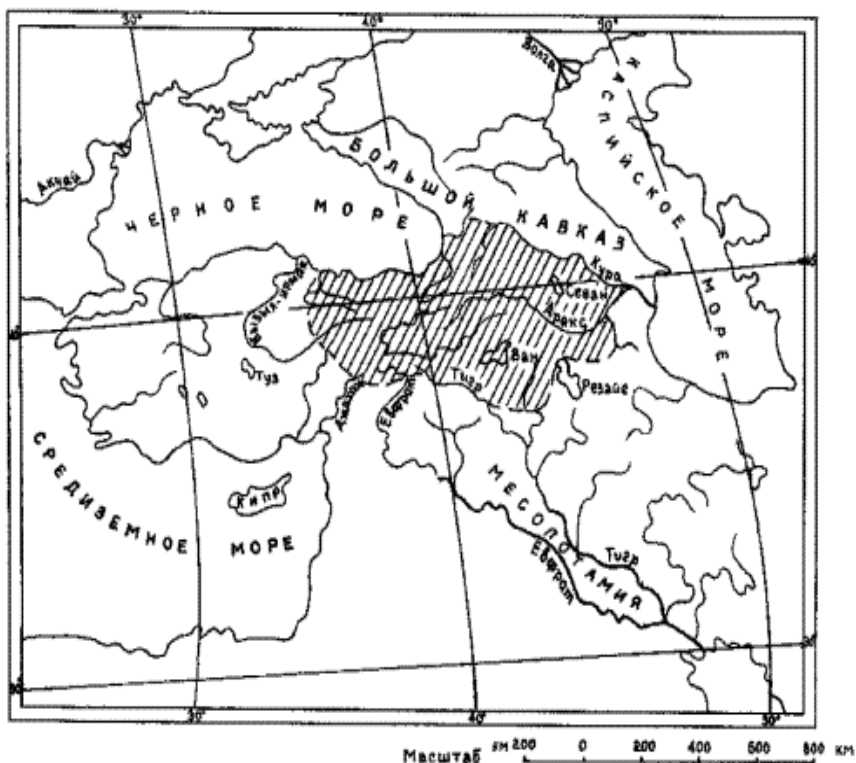 30°
40°
50°
Волга
КАСПИЙСКОЕ МОРЕ
БОЛЬШОЙ КАВКАЗ
ЧЕРНОЕ МОРЕ
Кура
Севан
Аракс
Ван
Туз
Тигр
Резайе
Евфрат
СРЕДИЗЕМНОЕ МОРЕ
КИПР
МЕСОПОТАМИЯ
Тигр
Евфрат
30°
40°
50°
Масштаб км 200 0 200 400 600 800 км